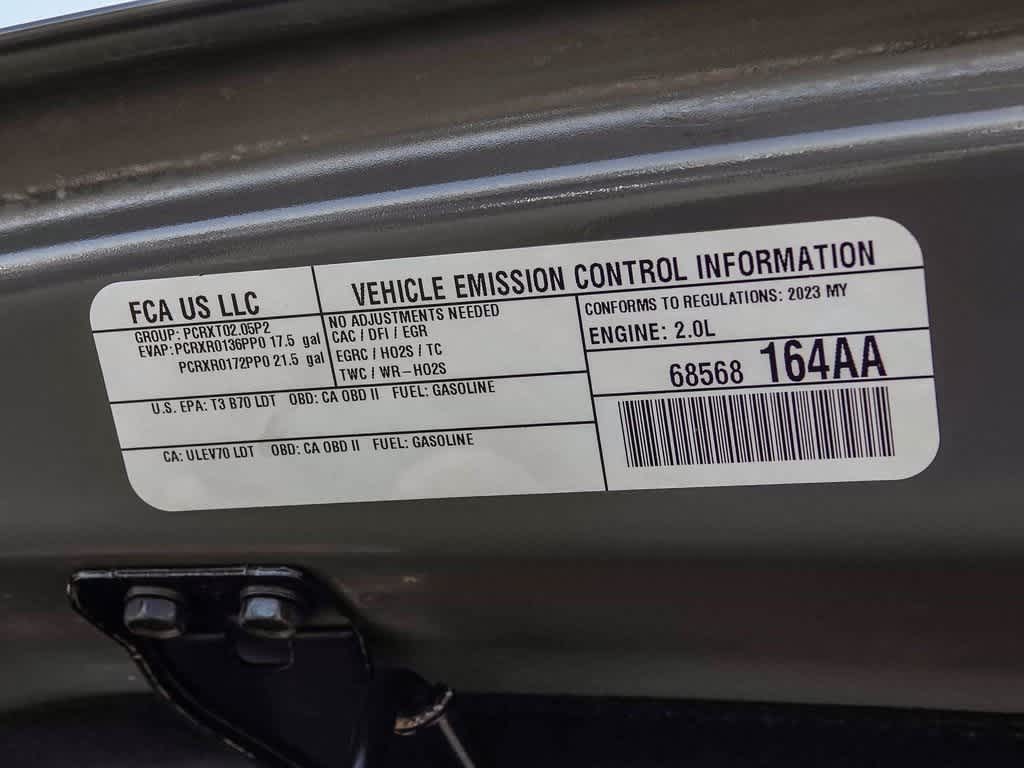 FCA US LLC
GROUP: PCRXT02.05P2
EVAP: PCRXR0136PP0 17.5 gal
PCRXR0172PP0 21.5 gal
VEHICLE EMISSION CONTROL INFORMATION
NO ADJUSTMENTS NEEDED
CAC / DFI / EGR
EGRC / HO2S / TC
TWC / WR-HO2S
CONFORMS TO REGULATIONS: 2023 MY
ENGINE: 2.0L
68568 164AA
U.S. EPA: T3 B70 LDT OBD: CA OBD II FUEL: GASOLINE
CA: ULEV70 LDT OBD: CA OBD II FUEL: GASOLINE